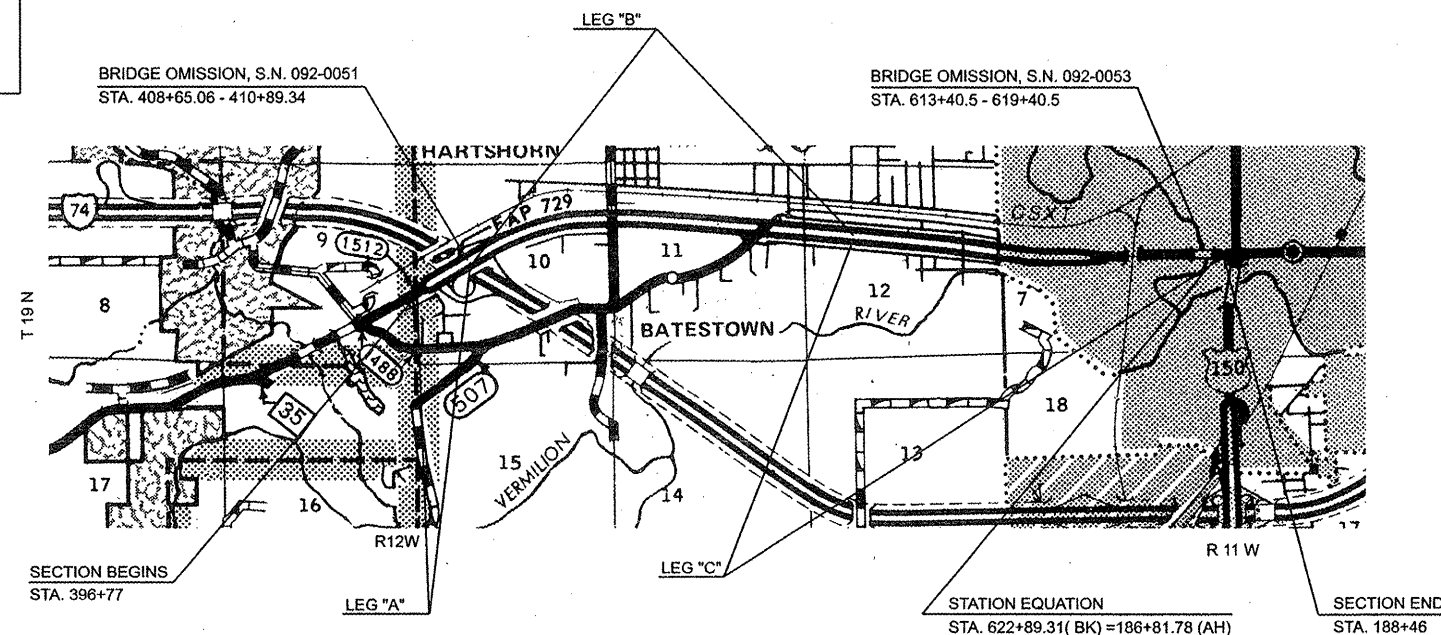 LEG "B"
BRIDGE OMISSION, S.N. 092-0051
STA. 408+65.06 - 410+89.34
BRIDGE OMISSION, S.N. 092-0053
STA. 613+40.5 - 619+40.5
HARTSHORN
74
FAP 729
CSXT
9
1512
10
11
8
T 19 N
12
RIVER
7
BATESTOWN
488
507
150
35
18
15
13
VERMILION
17
16
14
17
R12W
R 11 W
SECTION BEGINS
STA. 396+77
LEG "A"
LEG "C"
STATION EQUATION
STA. 622+89.31( BK) =186+81.78 (AH)
SECTION END
STA. 188+46